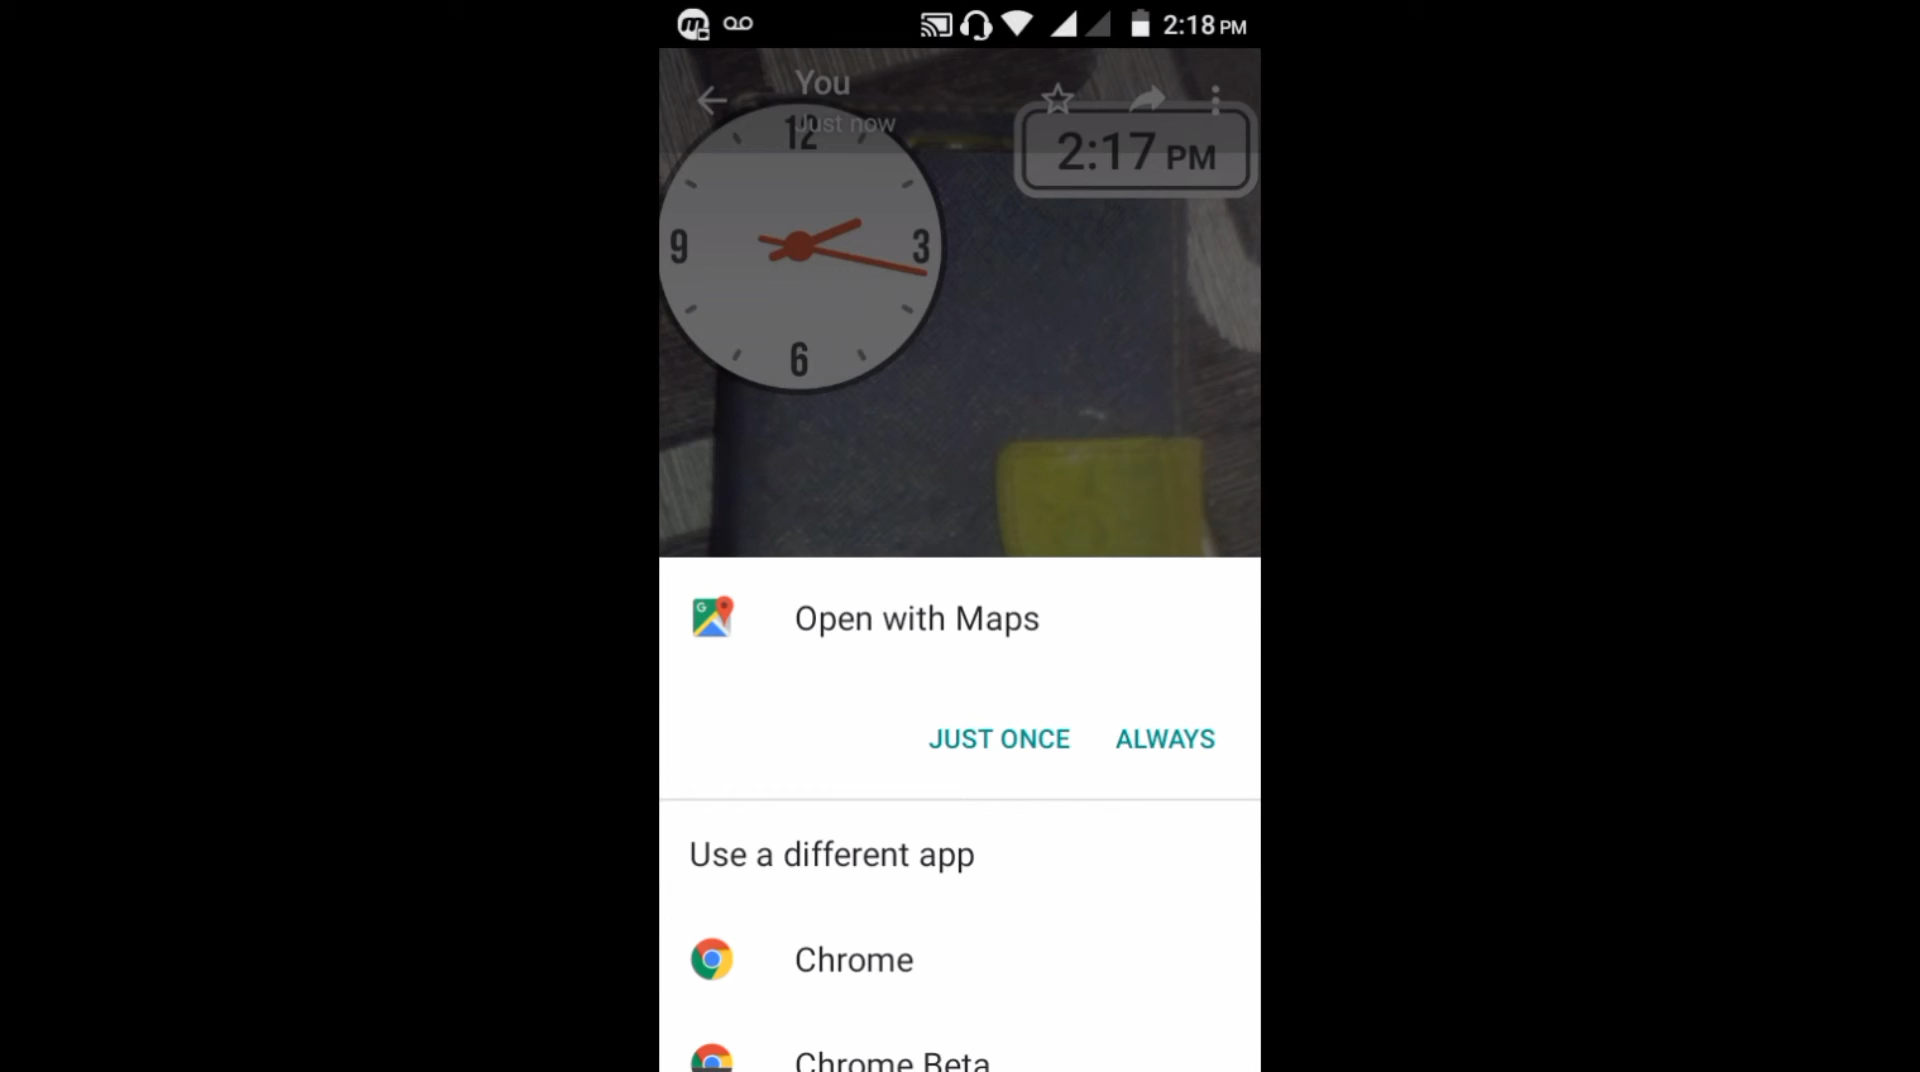 2:18 PM
You
Just now
2:17 PM
12
9
3
6
Open with Maps
JUST ONCE
ALWAYS
Use a different app
Chrome
Chrome Beta